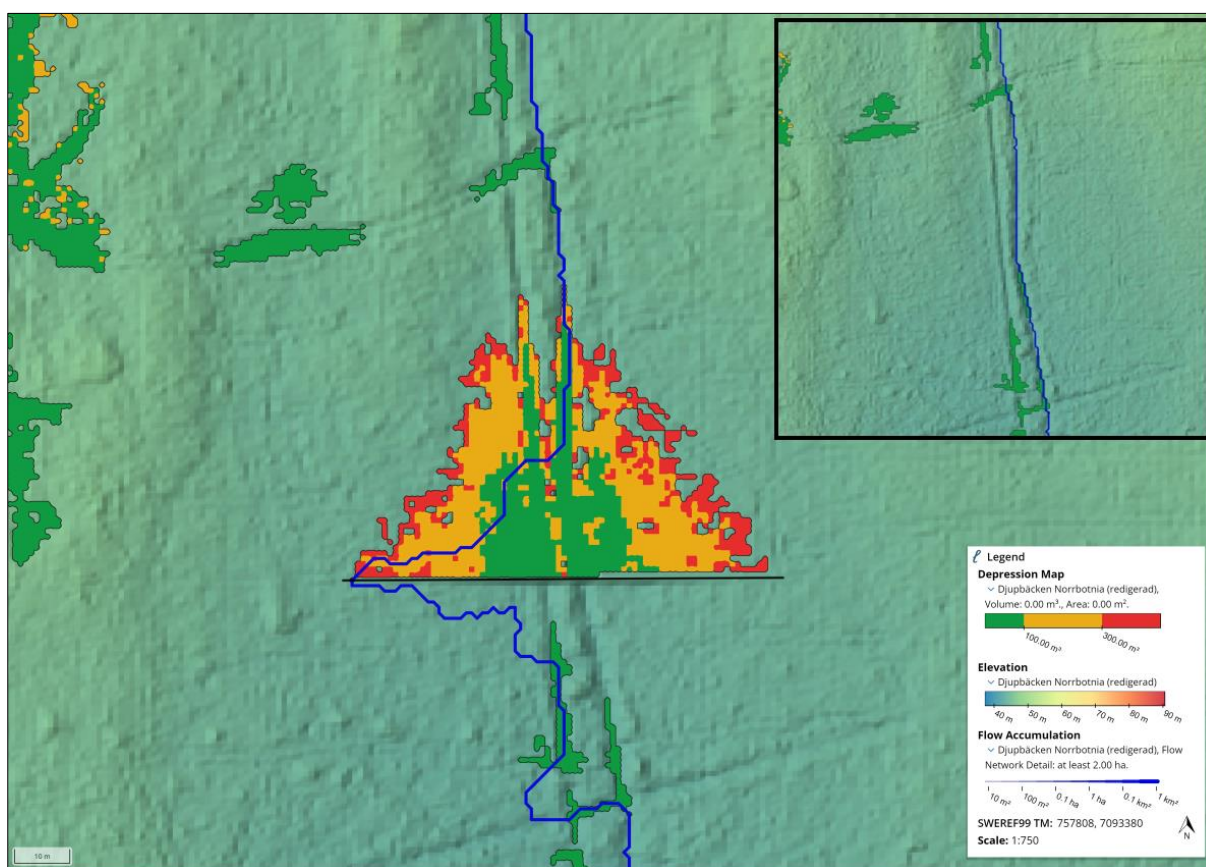 Legend
Depression Map
Djupbäcken Norrbotnia (redigerad),
Volume: 0.00 m³., Area: 0.00 m².
100.00 m³ 300.00 m³
Elevation
Djupbäcken Norrbotnia (redigerad)
40 m 50 m 60 m 70 m 80 m 90 m
Flow Accumulation
Djupbäcken Norrbotnia (redigerad), Flow
Network Detail: at least 2.00 ha.
10 m² 100 m² 0.1 ha 1 ha 0.1 km² 1 km²
SWEREF99 TM: 757808, 7093380
Scale: 1:750
N
10 m